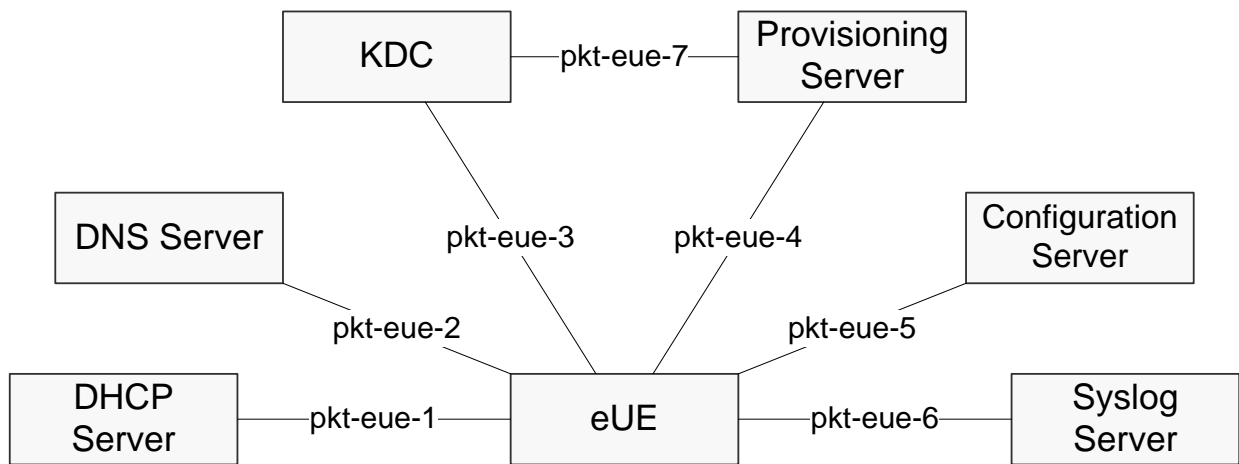 KDC
pkt-eue-7
Provisioning
Server
DNS Server
pkt-eue-3
pkt-eue-4
Configuration
Server
pkt-eue-2
pkt-eue-5
DHCP
Server
pkt-eue-1
eUE
pkt-eue-6
Syslog
Server